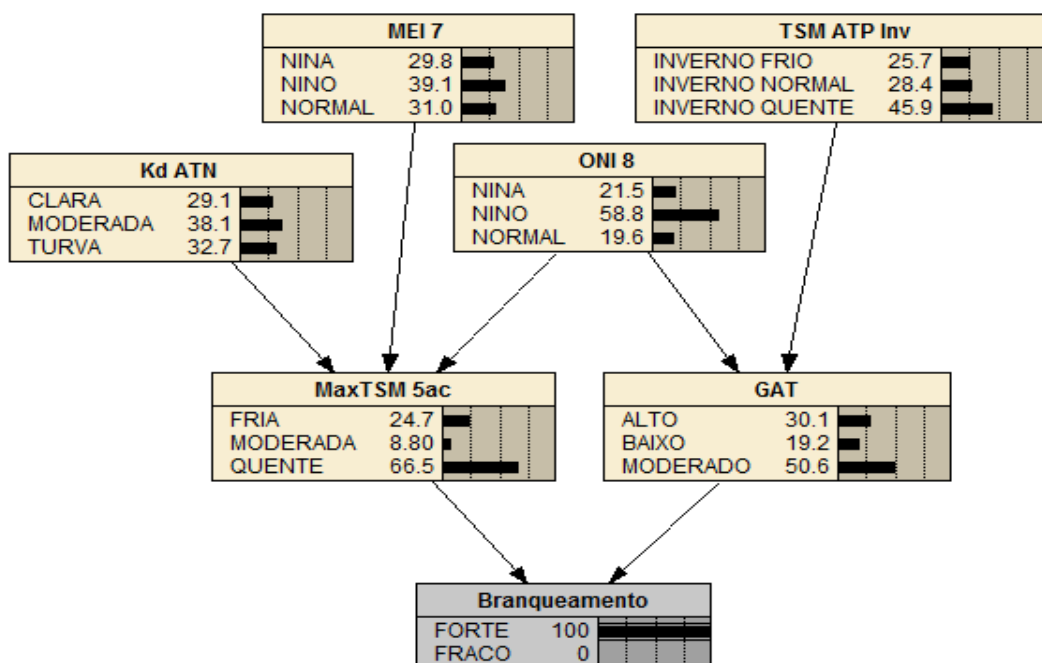 MEI 7
NINA 29.8
NINO 39.1
NORMAL 31.0
TSM ATP Inv
INVERNO FRIO 25.7
INVERNO NORMAL 28.4
INVERNO QUENTE 45.9
Kd ATN
CLARA 29.1
MODERADA 38.1
TURVA 32.7
ONI 8
NINA 21.5
NINO 58.8
NORMAL 19.6
MaxTSM 5ac
FRIA 24.7
MODERADA 8.80
QUENTE 66.5
GAT
ALTO 30.1
BAIXO 19.2
MODERADO 50.6
Branqueamento
FORTE 100
FRACO 0